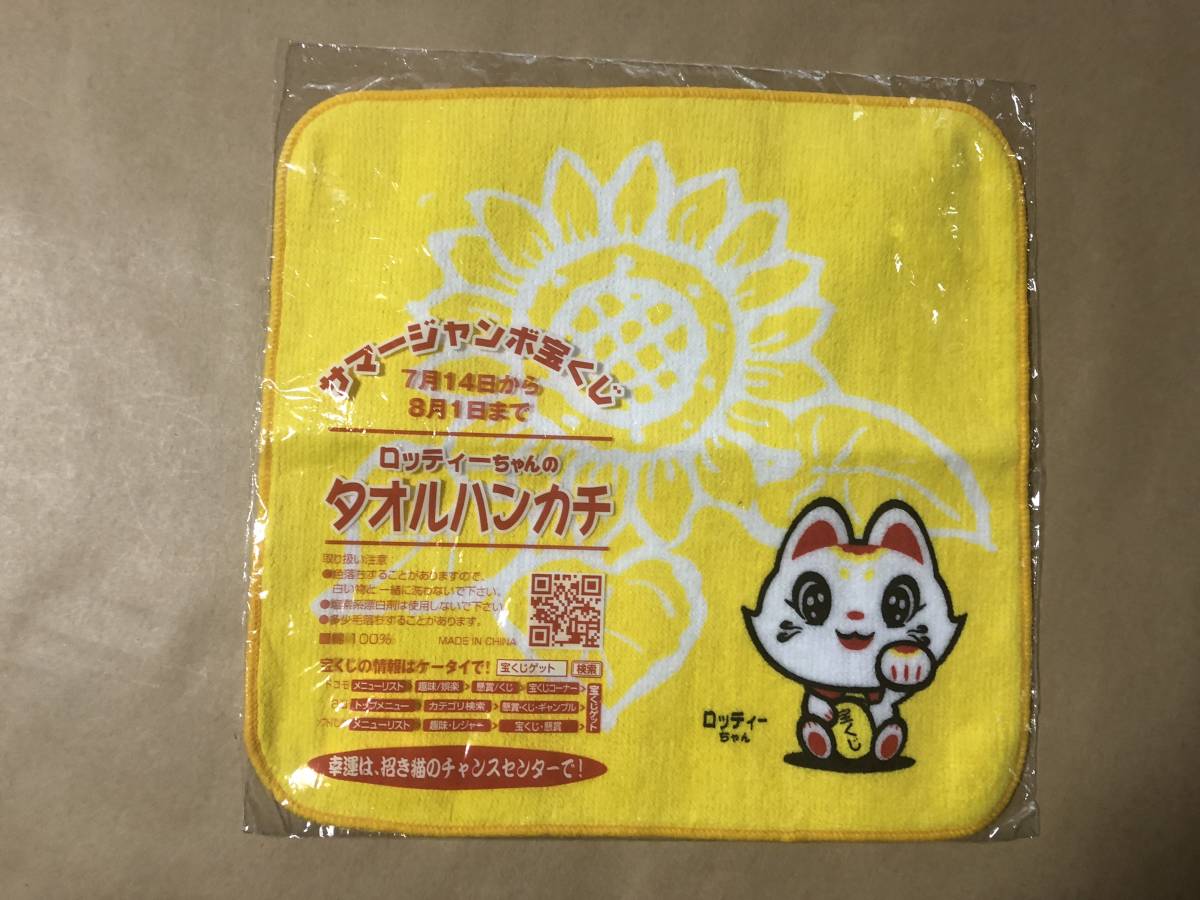 サマージャンボ宝くじ
7月14日から
8月1日まで
ロッティーちゃんの
タオルハンカチ
取り扱い注意
●色落ちすることがありますので、
白い物と一緒に洗わないで下さい。
●塩素系漂白剤は使用しないで下さい
●多少毛落ちすることがあります。
綿100% MADE IN CHINA
宝くじの情報はケータイで! 宝くじゲット 検索
ドコモ メニューリスト 趣味/娯楽 懸賞/くじ 宝くじコーナー
au トップメニュー カテゴリ検索 懸賞・くじ・ギャンブル
メニューリスト 趣味・レジャー 宝くじ・懸賞
宝くじゲット
幸運は、招き猫のチャンスセンターで!
ロッティー
ちゃん
宝くじ